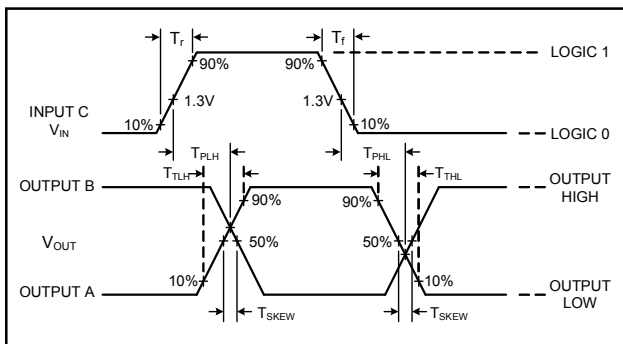 Tr
Tf
90%
90%
LOGIC 1
1.3V
1.3V
INPUT C
VIN
10%
10%
LOGIC 0
TPLH
TPHL
TTLH
TTHL
OUTPUT B
OUTPUT
HIGH
90%
90%
VOUT
50%
50%
10%
10%
OUTPUT A
OUTPUT
LOW
TSKEW
TSKEW